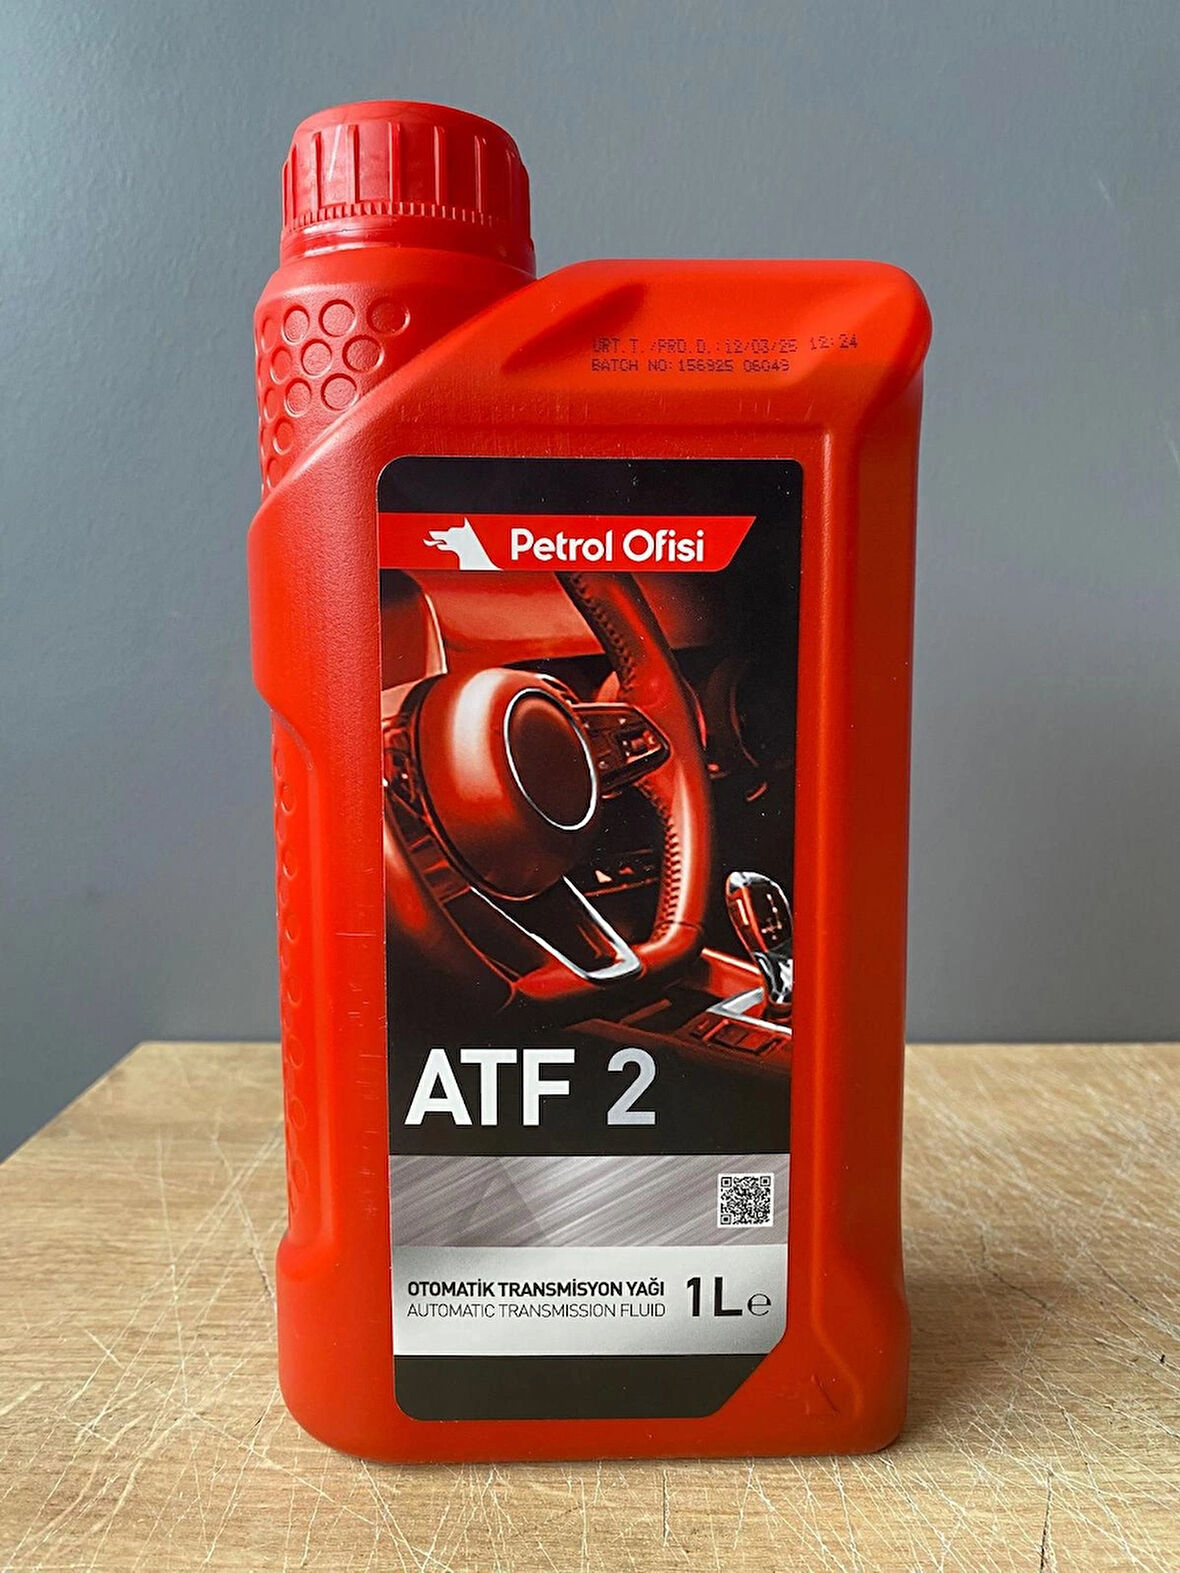 ÜRT.T./PRD.D.:12/03/25 12:24
BATCH NO:156925 06049
Petrol Ofisi
ATF 2
OTOMATİK TRANSMİSYON YAĞI
AUTOMATIC TRANSMISSION FLUID
1L e